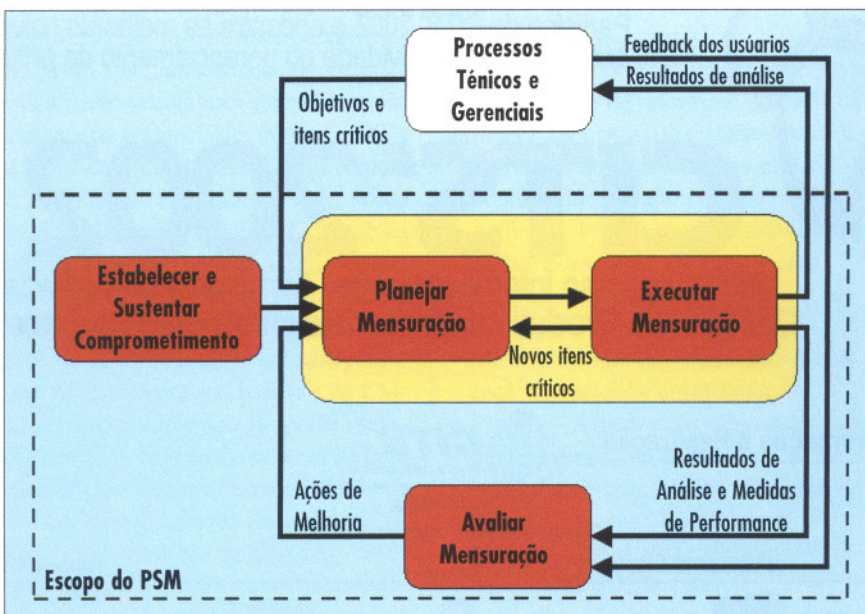 Processos
Ténicos e
Gerenciais
Feedback dos usúarios
Resultados de análise
Objetivos e
itens críticos
Estabelecer e
Sustentar
Comprometimento
Planejar
Mensuração
Executar
Mensuração
Novos itens
críticos
Ações de
Melhoria
Avaliar
Mensuração
Resultados de
Análise e Medidas
de Performance
Escopo do PSM